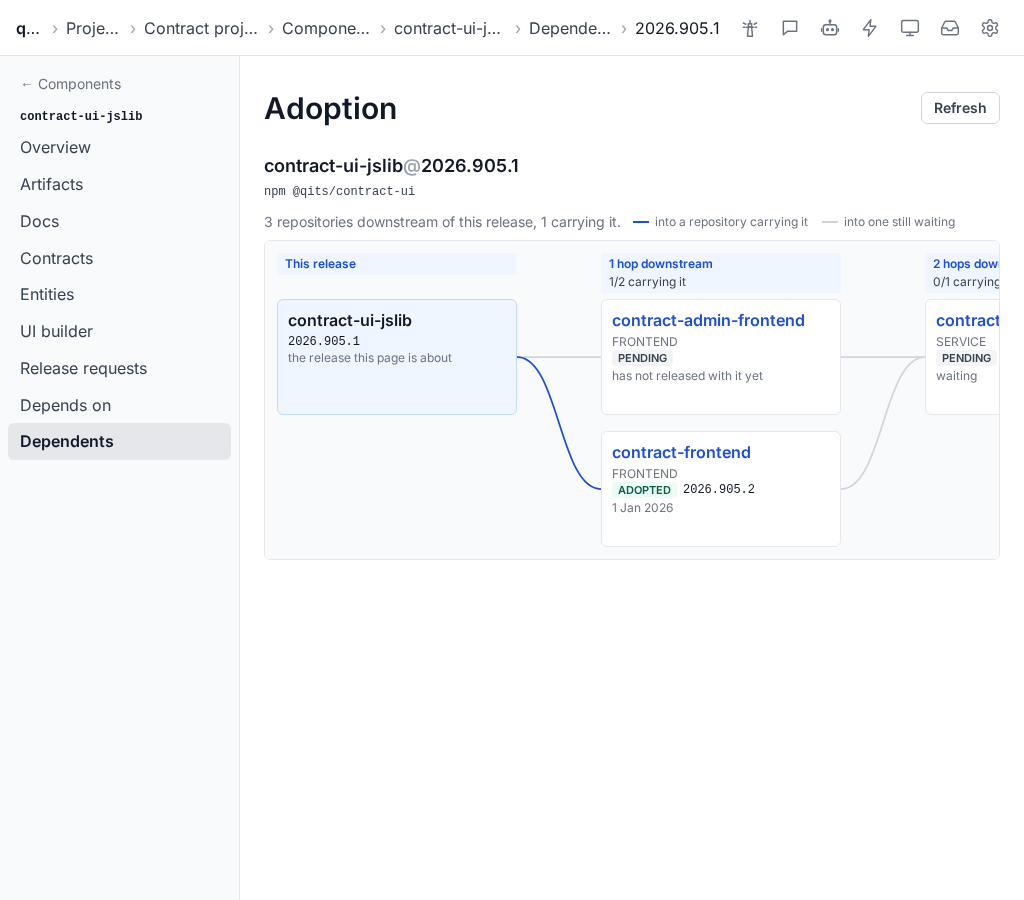 q… › Proje… › Contract proj… › Compone… › contract-ui-j… › Depende… › 2026.905.1
← Components
contract-ui-jslib
Overview
Artifacts
Docs
Contracts
Entities
UI builder
Release requests
Depends on
Dependents
Adoption
Refresh
contract-ui-jslib@2026.905.1
npm @qits/contract-ui
3 repositories downstream of this release, 1 carrying it. into a repository carrying it into one still waiting
This release
contract-ui-jslib
2026.905.1
the release this page is about
1 hop downstream
1/2 carrying it
contract-admin-frontend
FRONTEND
PENDING
has not released with it yet
contract-frontend
FRONTEND
ADOPTED 2026.905.2
1 Jan 2026
2 hops dow
0/1 carrying
contract
SERVICE
PENDING
waiting